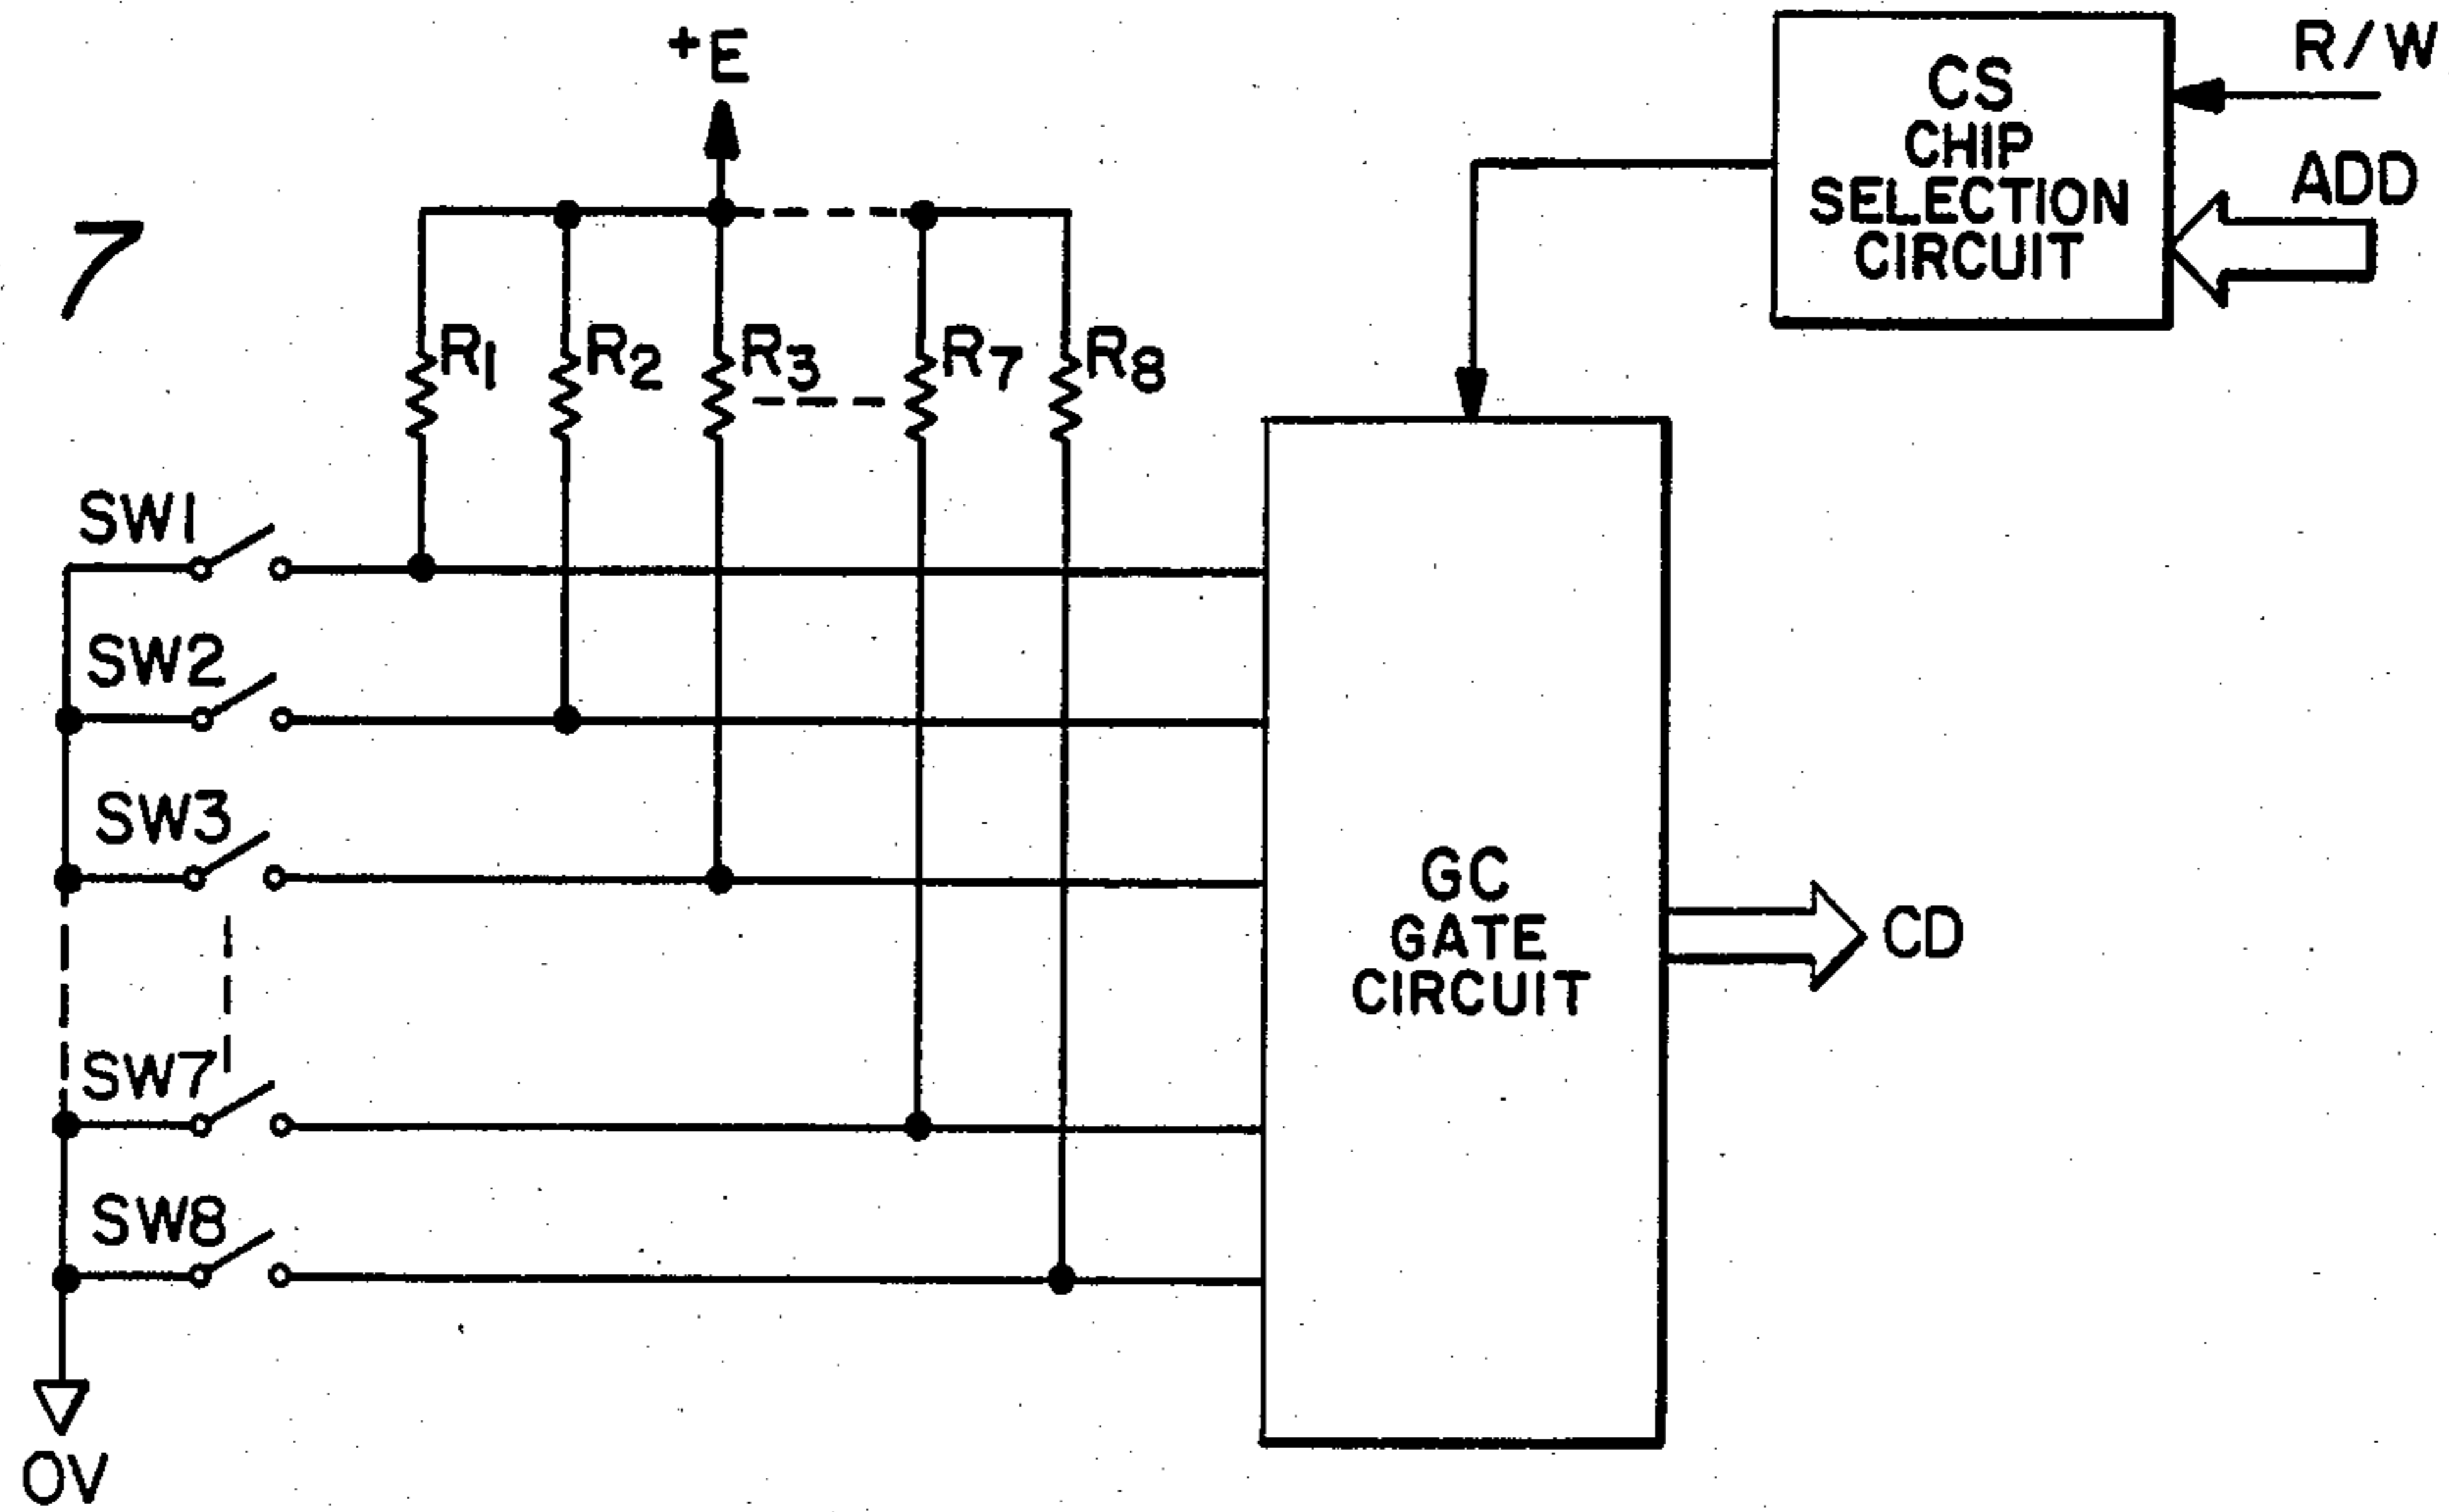 7
+E
R1 R2 R3 R7 R8
SW1
SW2
SW3
SW7
SW8
0V
CS
CHIP
SELECTION
CIRCUIT
R/W
ADD
GC
GATE
CIRCUIT
CD